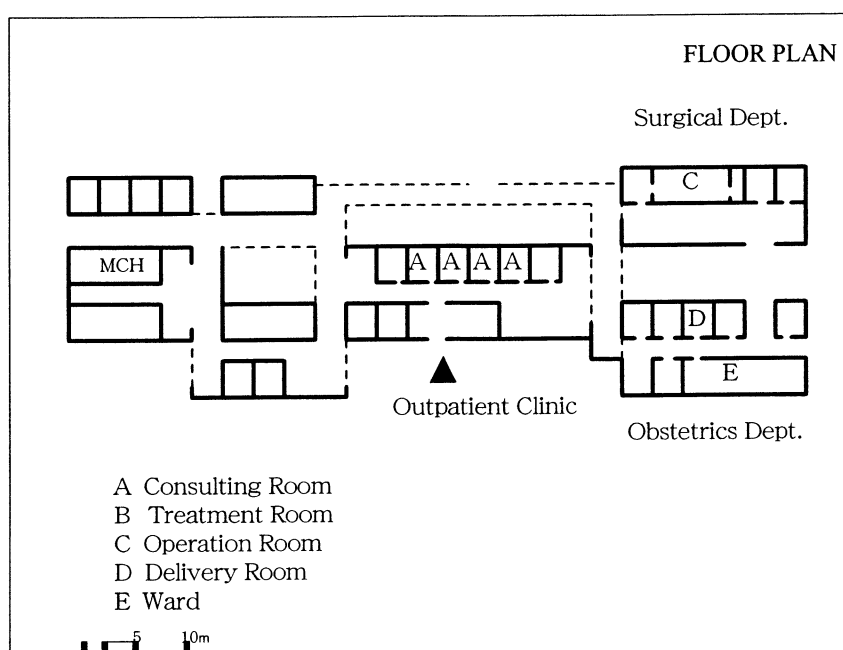 FLOOR PLAN
Surgical Dept.
C
MCH
A A A A
D
E
Outpatient Clinic
Obstetrics Dept.
A Consulting Room
B Treatment Room
C Operation Room
D Delivery Room
E Ward
5 10m